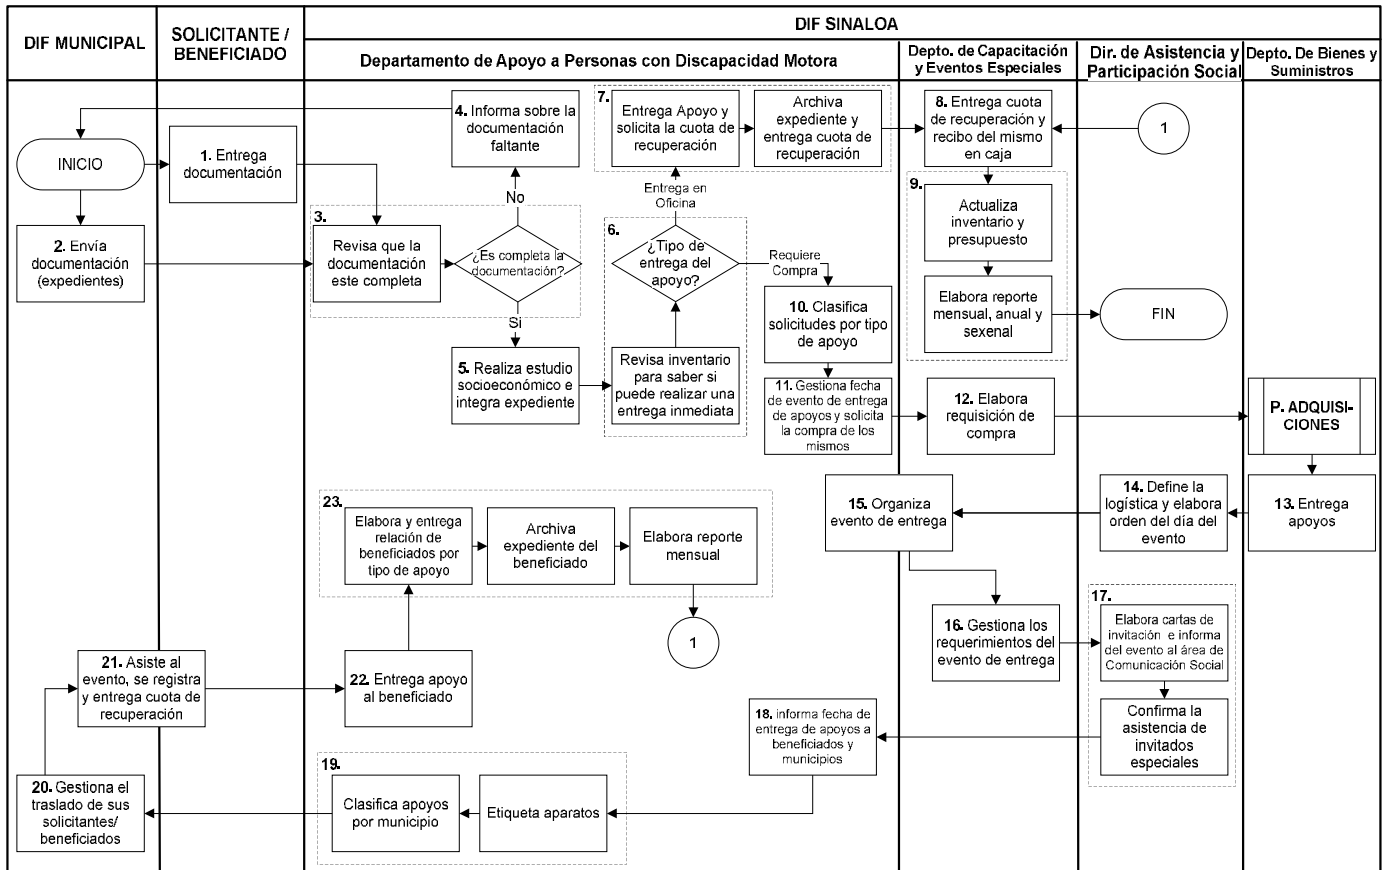 DIF MUNICIPAL
SOLICITANTE /
BENEFICIADO
DIF SINALOA
Departamento de Apoyo a Personas con Discapacidad Motora
Depto. de Capacitación
y Eventos Especiales
Dir. de Asistencia y
Participación Social
Depto. De Bienes y
Suministros
INICIO
1. Entrega
documentación
2. Envía
documentación
(expedientes)
3.
Revisa que la
documentación
este completa
¿Es completa la
documentación?
No
Si
4. Informa sobre la
documentación
faltante
5. Realiza estudio
socioeconómico e
integra expediente
6.
¿Tipo de
entrega del
apoyo?
Revisa inventario
para saber si
puede realizar una
entrega inmediata
Entrega en
Oficina
Requiere
Compra
7.
Entrega Apoyo y
solicita la cuota de
recuperación
Archiva
expediente y
entrega cuota de
recuperación
8. Entrega cuota
de recuperación y
recibo del mismo
en caja
1
9.
Actualiza
inventario y
presupuesto
Elabora reporte
mensual, anual y
sexenal
FIN
10. Clasifica
solicitudes por tipo
de apoyo
11. Gestiona fecha
de evento de entrega
de apoyos y solicita
la compra de los
mismos
12. Elabora
requisición de
compra
P. ADQUISI-
CIONES
13. Entrega
apoyos
14. Define la
logística y elabora
orden del día del
evento
15. Organiza
evento de entrega
16. Gestiona los
requerimientos del
evento de entrega
17.
Elabora cartas de
invitación e informa
del evento al área de
Comunicación Social
Confirma la
asistencia de
invitados
especiales
18. informa fecha de
entrega de apoyos a
beneficiados y
municipios
19.
Etiqueta aparatos
Clasifica apoyos
por municipio
20. Gestiona el
traslado de sus
solicitantes/
beneficiados
21. Asiste al
evento, se registra
y entrega cuota de
recuperación
22. Entrega apoyo
al beneficiado
23.
Elabora y entrega
relación de
beneficiados por
tipo de apoyo
Archiva
expediente del
beneficiado
Elabora reporte
mensual
1